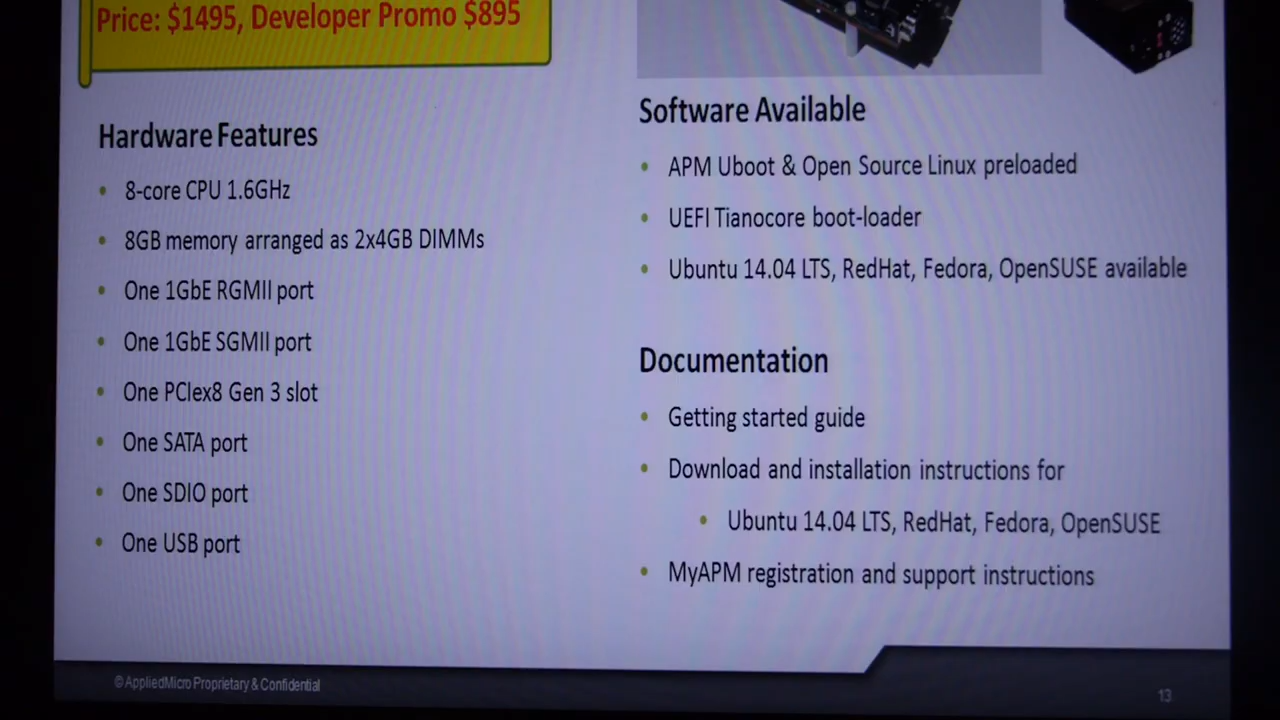 Price: $1495, Developer Promo $895
Hardware Features
8-core CPU 1.6GHz
8GB memory arranged as 2x4GB DIMMs
One 1GbE RGMII port
One 1GbE SGMII port
One PCIex8 Gen 3 slot
One SATA port
One SDIO port
One USB port
Software Available
APM Uboot & Open Source Linux preloaded
UEFI Tianocore boot-loader
Ubuntu 14.04 LTS, RedHat, Fedora, OpenSUSE available
Documentation
Getting started guide
Download and installation instructions for
Ubuntu 14.04 LTS, RedHat, Fedora, OpenSUSE
MyAPM registration and support instructions
© AppliedMicro Proprietary & Confidential
13